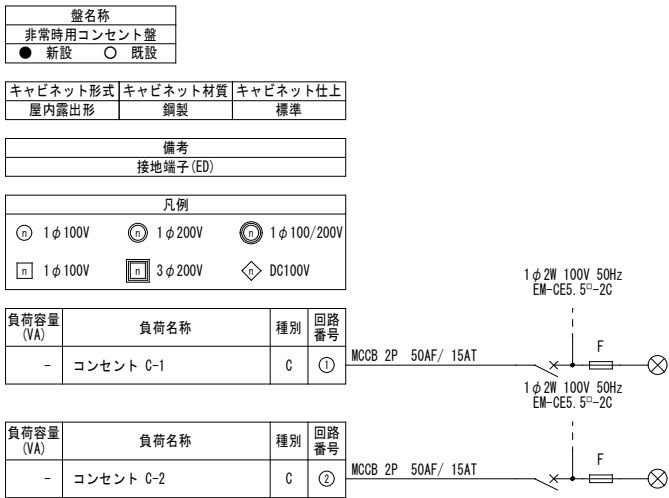 盤名称
非常時用コンセント盤
● 新設 ○ 既設
キャビネット形式 キャビネット材質 キャビネット仕上
屋内露出形 鋼製 標準
備考
接地端子(ED)
凡例
n 1φ100V n 1φ200V n 1φ100/200V
n 1φ100V n 3φ200V n DC100V
1φ2W 100V 50Hz
EM-CE5.5□-2C
負荷容量(VA) 負荷名称 種別 回路番号
- コンセント C-1 C ① MCCB 2P 50AF/ 15AT F
1φ2W 100V 50Hz
EM-CE5.5□-2C
負荷容量(VA) 負荷名称 種別 回路番号
- コンセント C-2 C ② MCCB 2P 50AF/ 15AT F